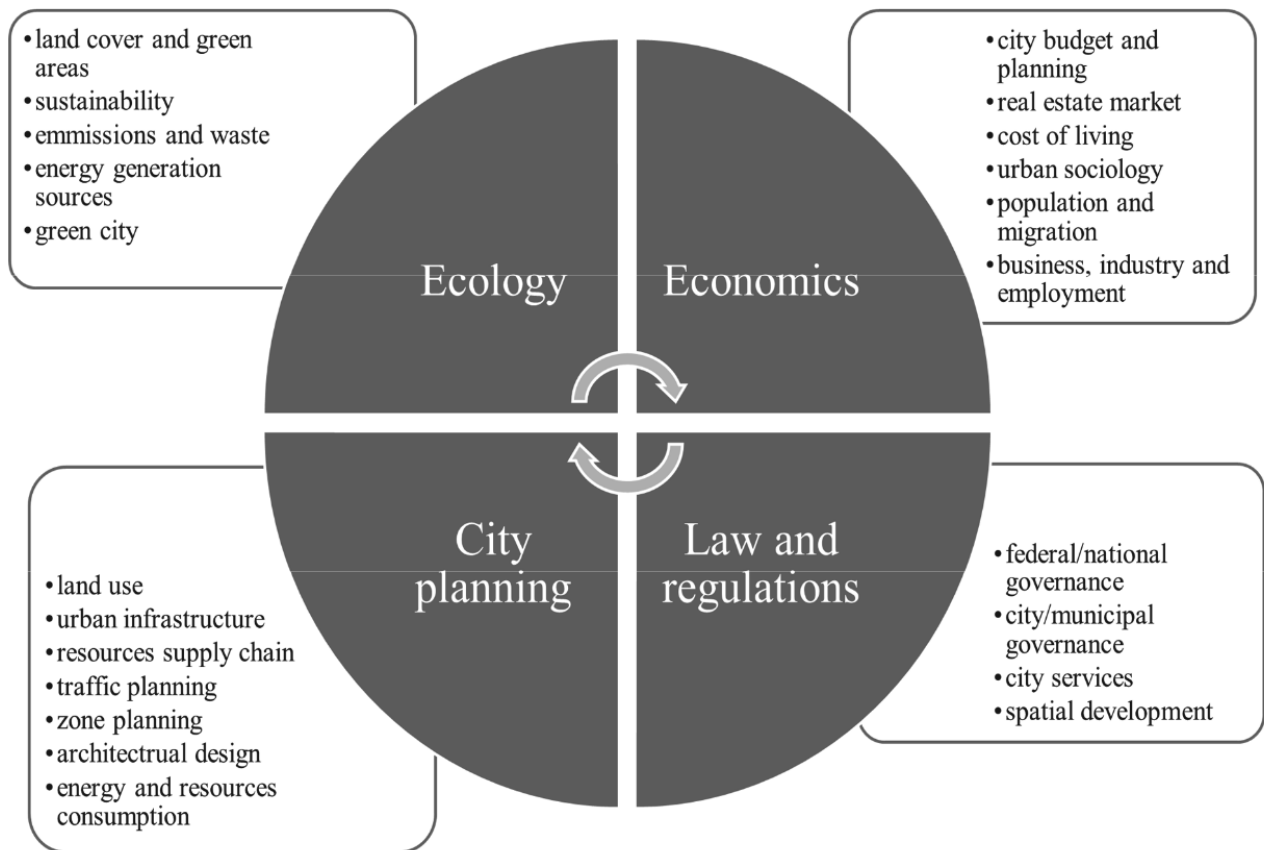 •land cover and green
areas
•sustainability
•emmissions and waste
•energy generation
sources
•green city
•city budget and
planning
•real estate market
•cost of living
•urban sociology
•population and
migration
•business, industry and
employment
Ecology
Economics
City
planning
Law and
regulations
•land use
•urban infrastructure
•resources supply chain
•traffic planning
•zone planning
•architectrual design
•energy and resources
consumption
•federal/national
governance
•city/municipal
governance
•city services
•spatial development